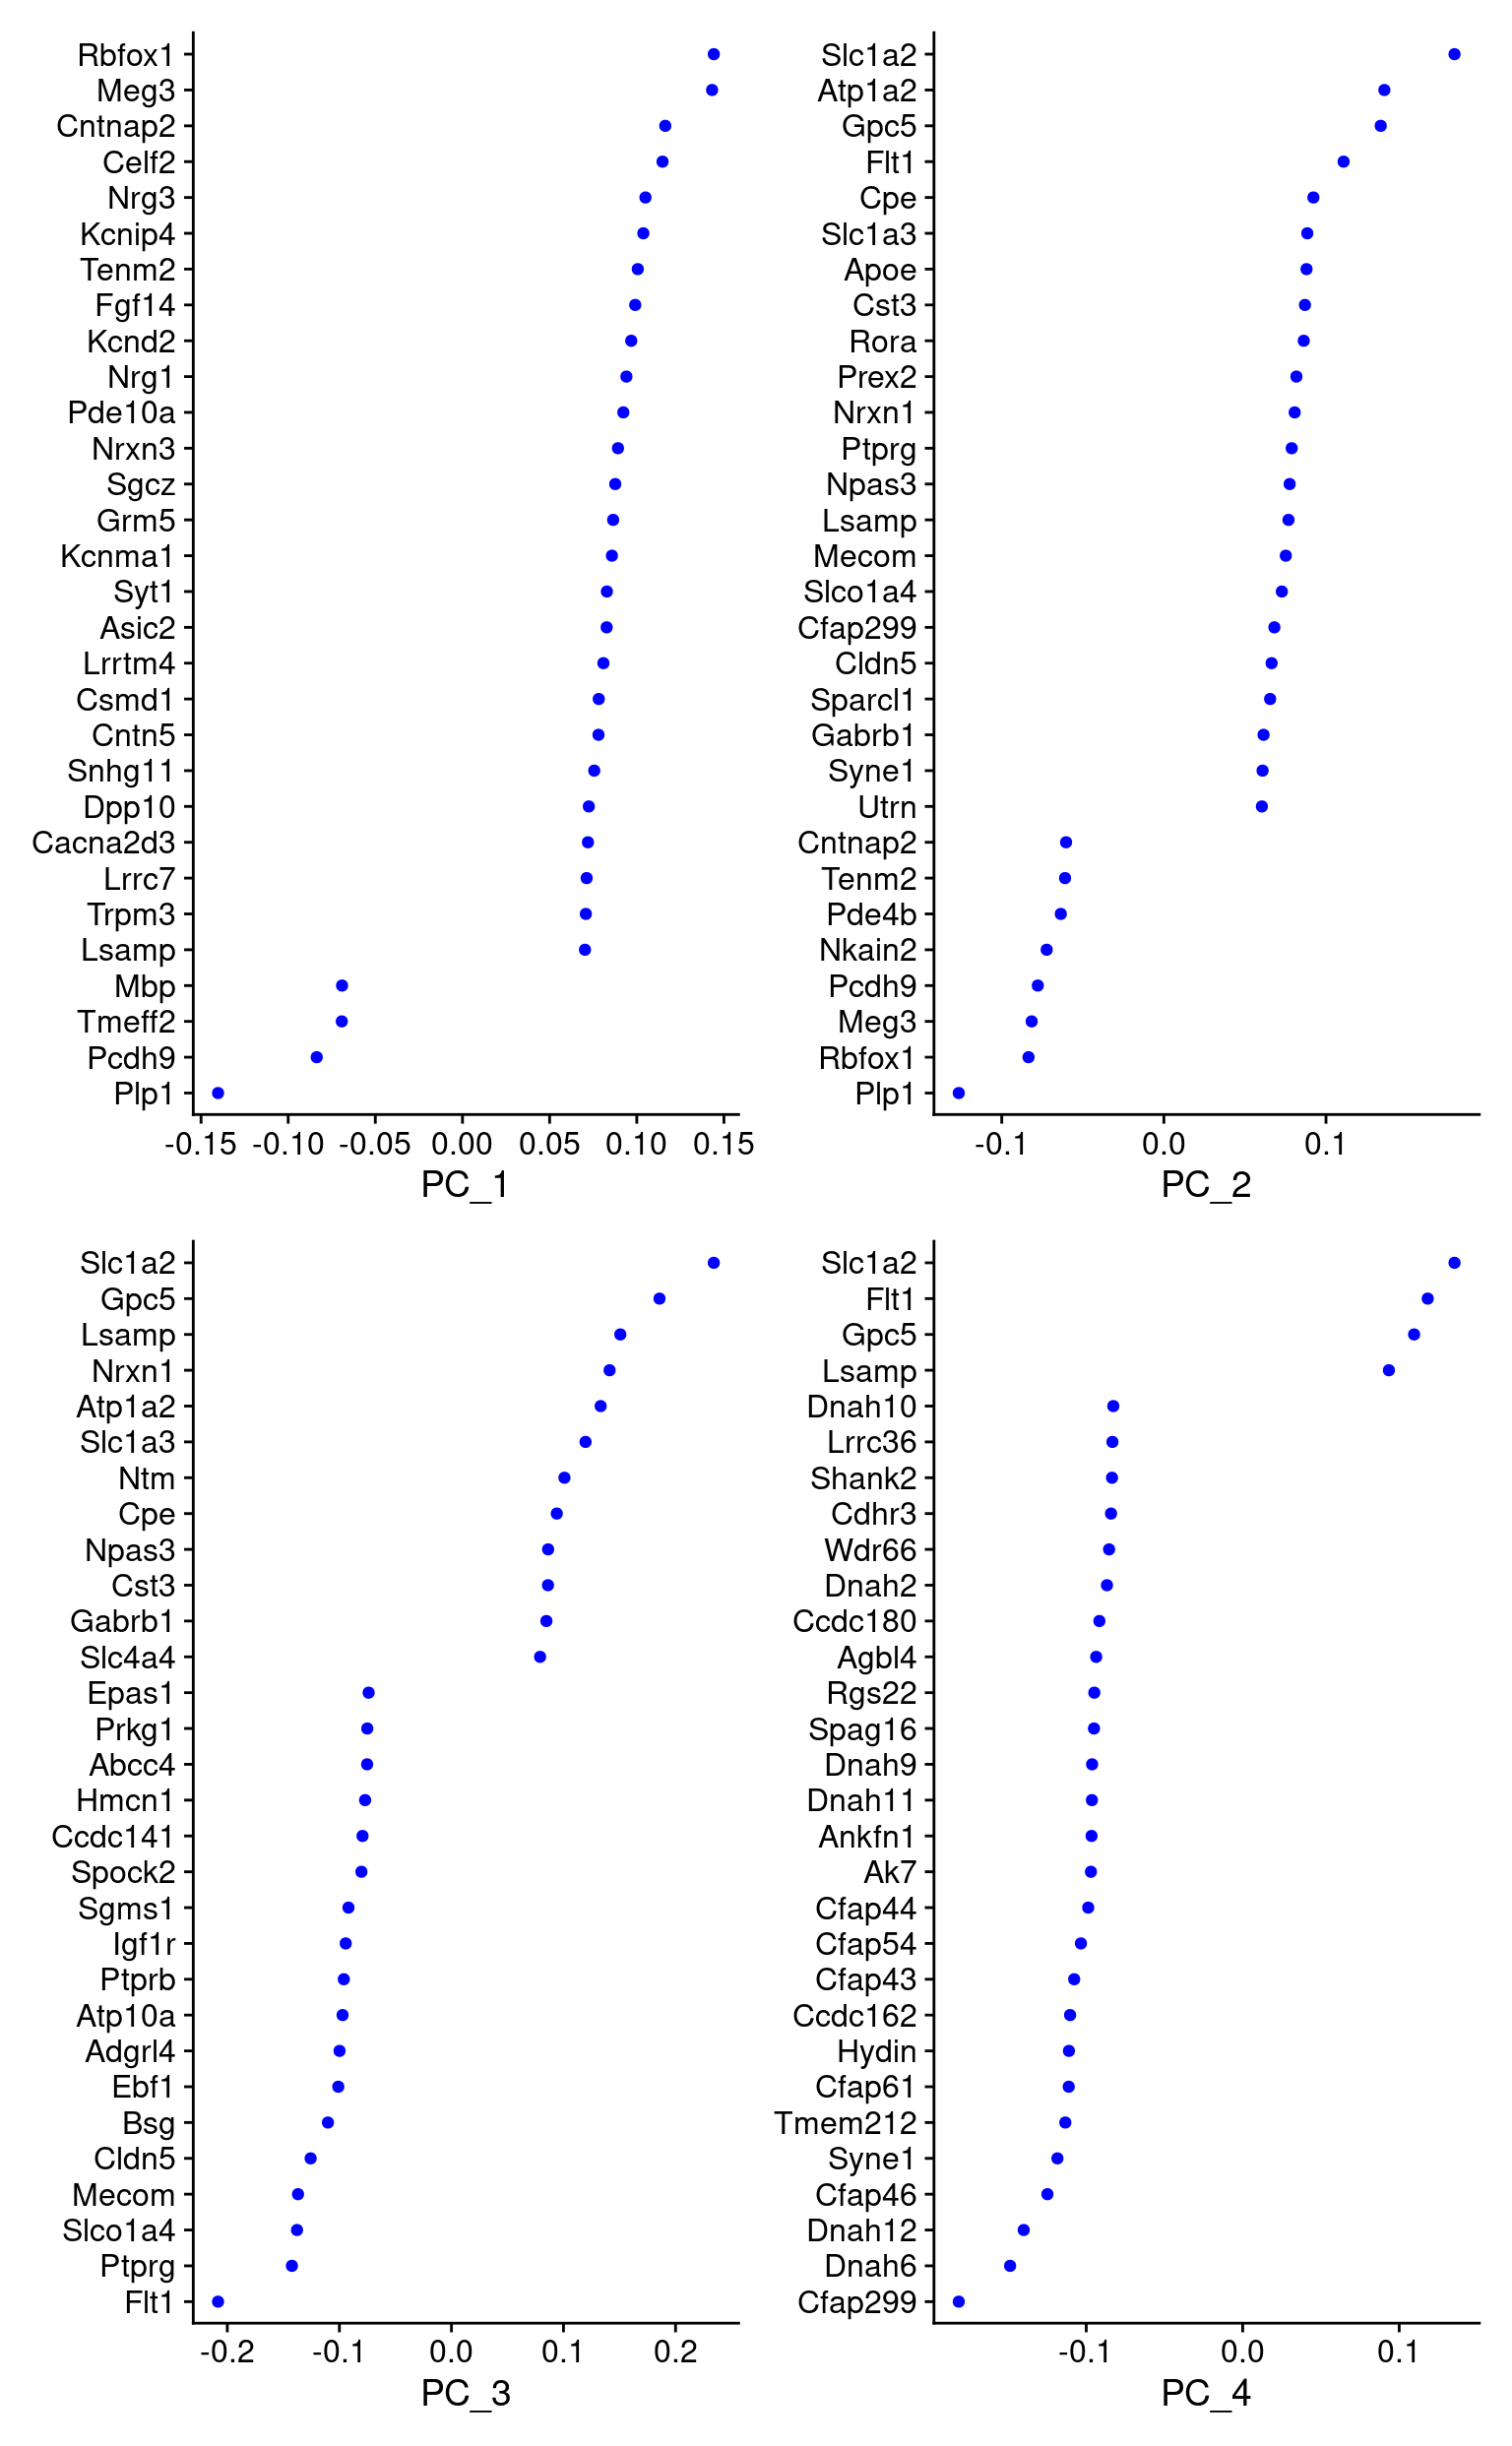 Rbfox1
Meg3
Cntnap2
Celf2
Nrg3
Kcnip4
Tenm2
Fgf14
Kcnd2
Nrg1
Pde10a
Nrxn3
Sgcz
Grm5
Kcnma1
Syt1
Asic2
Lrrtm4
Csmd1
Cntn5
Snhg11
Dpp10
Cacna2d3
Lrrc7
Trpm3
Lsamp
Mbp
Tmeff2
Pcdh9
Plp1
-0.15 -0.10 -0.05 0.00 0.05 0.10 0.15
PC_1
Slc1a2
Atp1a2
Gpc5
Flt1
Cpe
Slc1a3
Apoe
Cst3
Rora
Prex2
Nrxn1
Ptprg
Npas3
Lsamp
Mecom
Slco1a4
Cfap299
Cldn5
Sparcl1
Gabrb1
Syne1
Utrn
Cntnap2
Tenm2
Pde4b
Nkain2
Pcdh9
Meg3
Rbfox1
Plp1
-0.1 0.0 0.1
PC_2
Slc1a2
Gpc5
Lsamp
Nrxn1
Atp1a2
Slc1a3
Ntm
Cpe
Npas3
Cst3
Gabrb1
Slc4a4
Epas1
Prkg1
Abcc4
Hmcn1
Ccdc141
Spock2
Sgms1
Igf1r
Ptprb
Atp10a
Adgrl4
Ebf1
Bsg
Cldn5
Mecom
Slco1a4
Ptprg
Flt1
-0.2 -0.1 0.0 0.1 0.2
PC_3
Slc1a2
Flt1
Gpc5
Lsamp
Dnah10
Lrrc36
Shank2
Cdhr3
Wdr66
Dnah2
Ccdc180
Agbl4
Rgs22
Spag16
Dnah9
Dnah11
Ankfn1
Ak7
Cfap44
Cfap54
Cfap43
Ccdc162
Hydin
Cfap61
Tmem212
Syne1
Cfap46
Dnah12
Dnah6
Cfap299
-0.1 0.0 0.1
PC_4